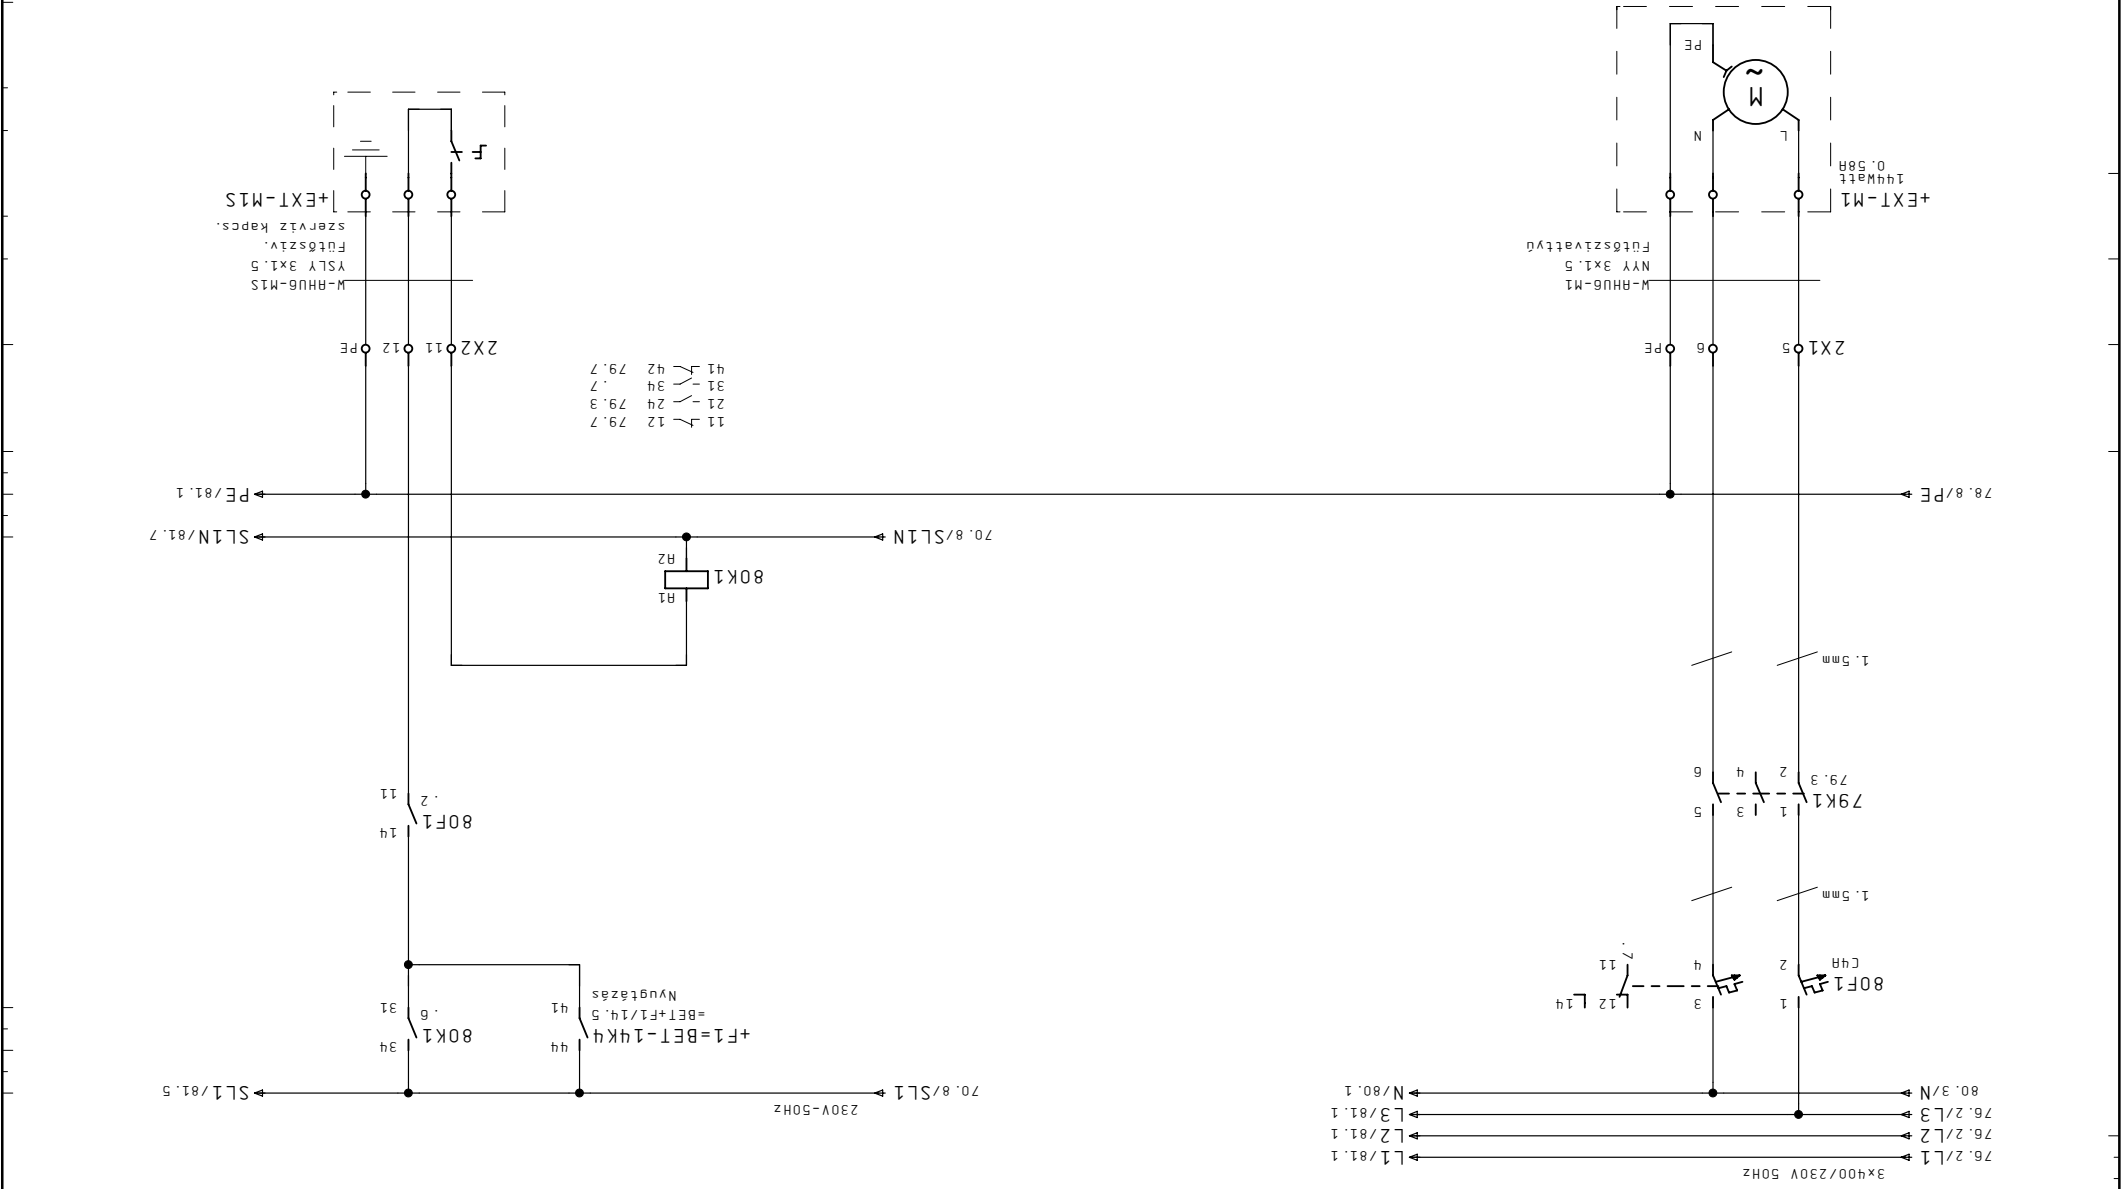 3x400/230V 50Hz
76.2/L1 L1/81.1
76.2/L2 L2/81.1
76.2/L3 L3/81.1
80.3/N N/80.1
230V-50Hz
70.8/SL1 SL1/81.5
80F1
C4A
1 2
3 4
12 14
11
.7
+F1=BET-14K4
=BET+F1/14.5
Nyugtázás
44
41
80K1
.6
34
31
1.5mm
79K1
79.3
1 2
3 4
5 6
80F1
.2
14
11
1.5mm
80K1
A1
A2
70.8/SL1N SL1N/81.7
78.8/PE PE/81.1
11 12 79.7
21 24 79.3
31 34 .7
41 42 79.7
2X1 5 6 PE
2X2 11 12 PE
W-AHU6-M1
NYY 3x1.5
Fűtőszivattyú
W-AHU6-M1S
YSLY 3x1.5
Fűtősziv.
szerviz kapcs.
+EXT-M1
144Watt
0.58A
L N
M
~
PE
+EXT-M1S